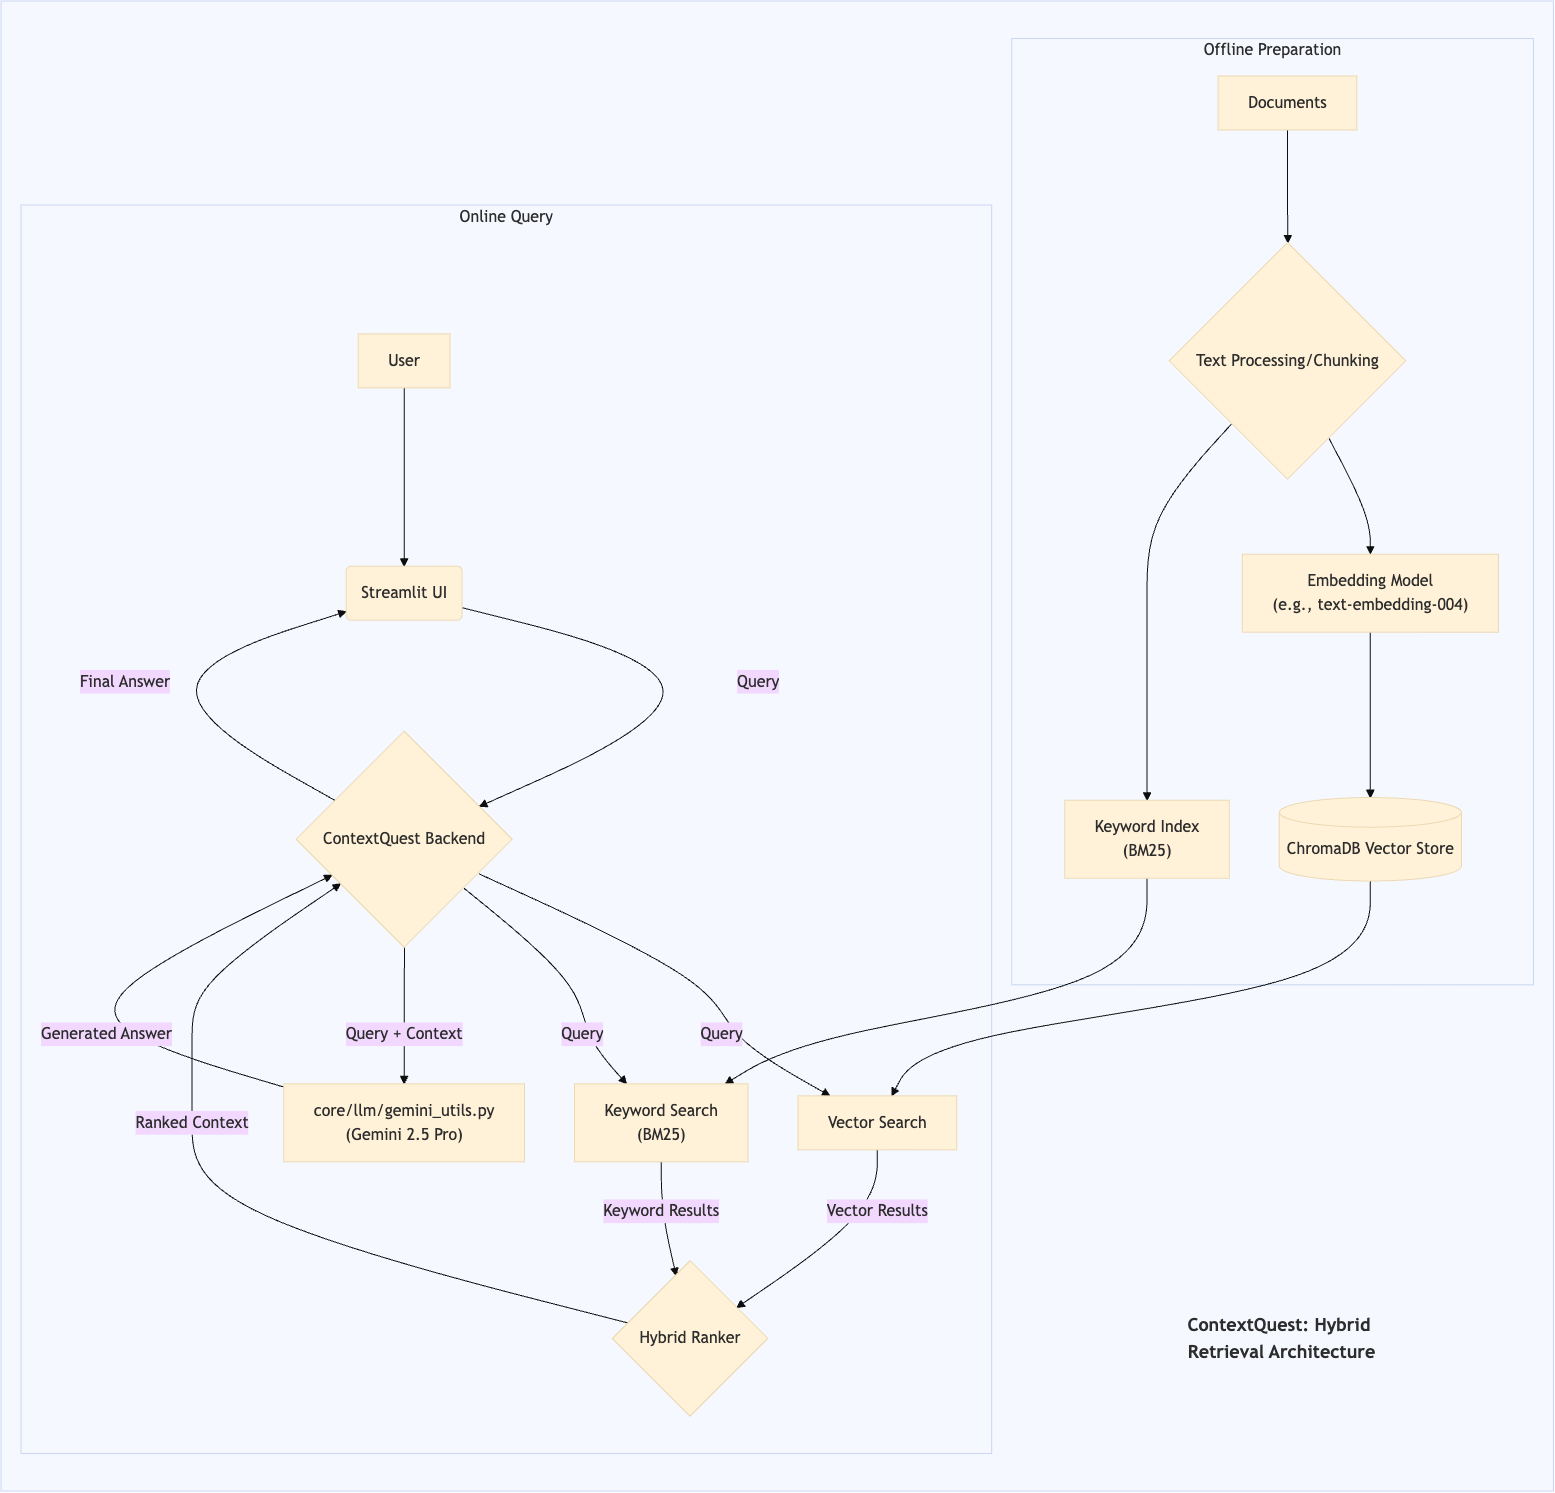 Offline Preparation
Documents
Text Processing/Chunking
Embedding Model
(e.g., text-embedding-004)
Keyword Index
(BM25)
ChromaDB Vector Store
Online Query
User
Streamlit UI
Final Answer
Query
ContextQuest Backend
Generated Answer
Query + Context
Query
Query
Ranked Context
core/llm/gemini_utils.py
(Gemini 2.5 Pro)
Keyword Search
(BM25)
Vector Search
Keyword Results
Vector Results
Hybrid Ranker
ContextQuest: Hybrid
Retrieval Architecture